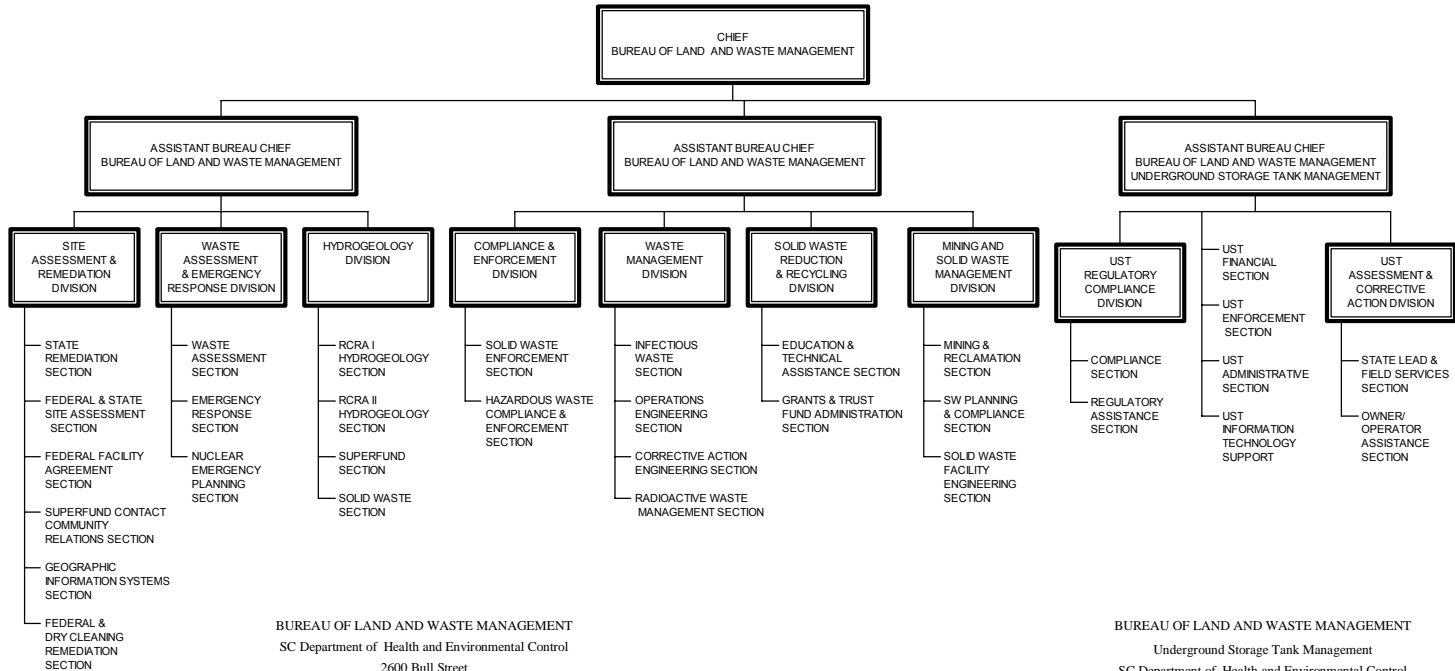 CHIEF
BUREAU OF LAND AND WASTE MANAGEMENT
ASSISTANT BUREAU CHIEF
BUREAU OF LAND AND WASTE MANAGEMENT
ASSISTANT BUREAU CHIEF
BUREAU OF LAND AND WASTE MANAGEMENT
ASSISTANT BUREAU CHIEF
BUREAU OF LAND AND WASTE MANAGEMENT
UNDERGROUND STORAGE TANK MANAGEMENT
SITE
ASSESSMENT &
REMEDIATION
DIVISION
STATE
REMEDIATION
SECTION
FEDERAL & STATE
SITE ASSESSMENT
SECTION
FEDERAL FACILITY
AGREEMENT
SECTION
SUPERFUND CONTACT
COMMUNITY
RELATIONS SECTION
GEOGRAPHIC
INFORMATION SYSTEMS
SECTION
FEDERAL &
DRY CLEANING
REMEDIATION
SECTION
WASTE
ASSESSMENT
& EMERGENCY
RESPONSE DIVISION
WASTE
ASSESSMENT
SECTION
EMERGENCY
RESPONSE
SECTION
NUCLEAR
EMERGENCY
PLANNING
SECTION
HYDROGEOLOGY
DIVISION
RCRA I
HYDROGEOLOGY
SECTION
RCRA II
HYDROGEOLOGY
SECTION
SUPERFUND
SECTION
SOLID WASTE
SECTION
COMPLIANCE &
ENFORCEMENT
DIVISION
SOLID WASTE
ENFORCEMENT
SECTION
HAZARDOUS WASTE
COMPLIANCE &
ENFORCEMENT
SECTION
WASTE
MANAGEMENT
DIVISION
INFECTIOUS
WASTE
SECTION
OPERATIONS
ENGINEERING
SECTION
CORRECTIVE ACTION
ENGINEERING SECTION
RADIOACTIVE WASTE
MANAGEMENT SECTION
SOLID WASTE
REDUCTION
& RECYCLING
DIVISION
EDUCATION &
TECHNICAL
ASSISTANCE SECTION
GRANTS & TRUST
FUND ADMINISTRATION
SECTION
MINING AND
SOLID WASTE
MANAGEMENT
DIVISION
MINING &
RECLAMATION
SECTION
SW PLANNING
& COMPLIANCE
SECTION
SOLID WASTE
FACILITY
ENGINEERING
SECTION
UST
REGULATORY
COMPLIANCE
DIVISION
COMPLIANCE
SECTION
REGULATORY
ASSISTANCE
SECTION
UST
FINANCIAL
SECTION
UST
ENFORCEMENT
SECTION
UST
ADMINISTRATIVE
SECTION
UST
INFORMATION
TECHNOLOGY
SUPPORT
UST
ASSESSMENT &
CORRECTIVE
ACTION DIVISION
STATE LEAD &
FIELD SERVICES
SECTION
OWNER/
OPERATOR
ASSISTANCE
SECTION
BUREAU OF LAND AND WASTE MANAGEMENT
SC Department of Health and Environmental Control
2600 Bull Street
BUREAU OF LAND AND WASTE MANAGEMENT
Underground Storage Tank Management
SC Department of Health and Environmental Control